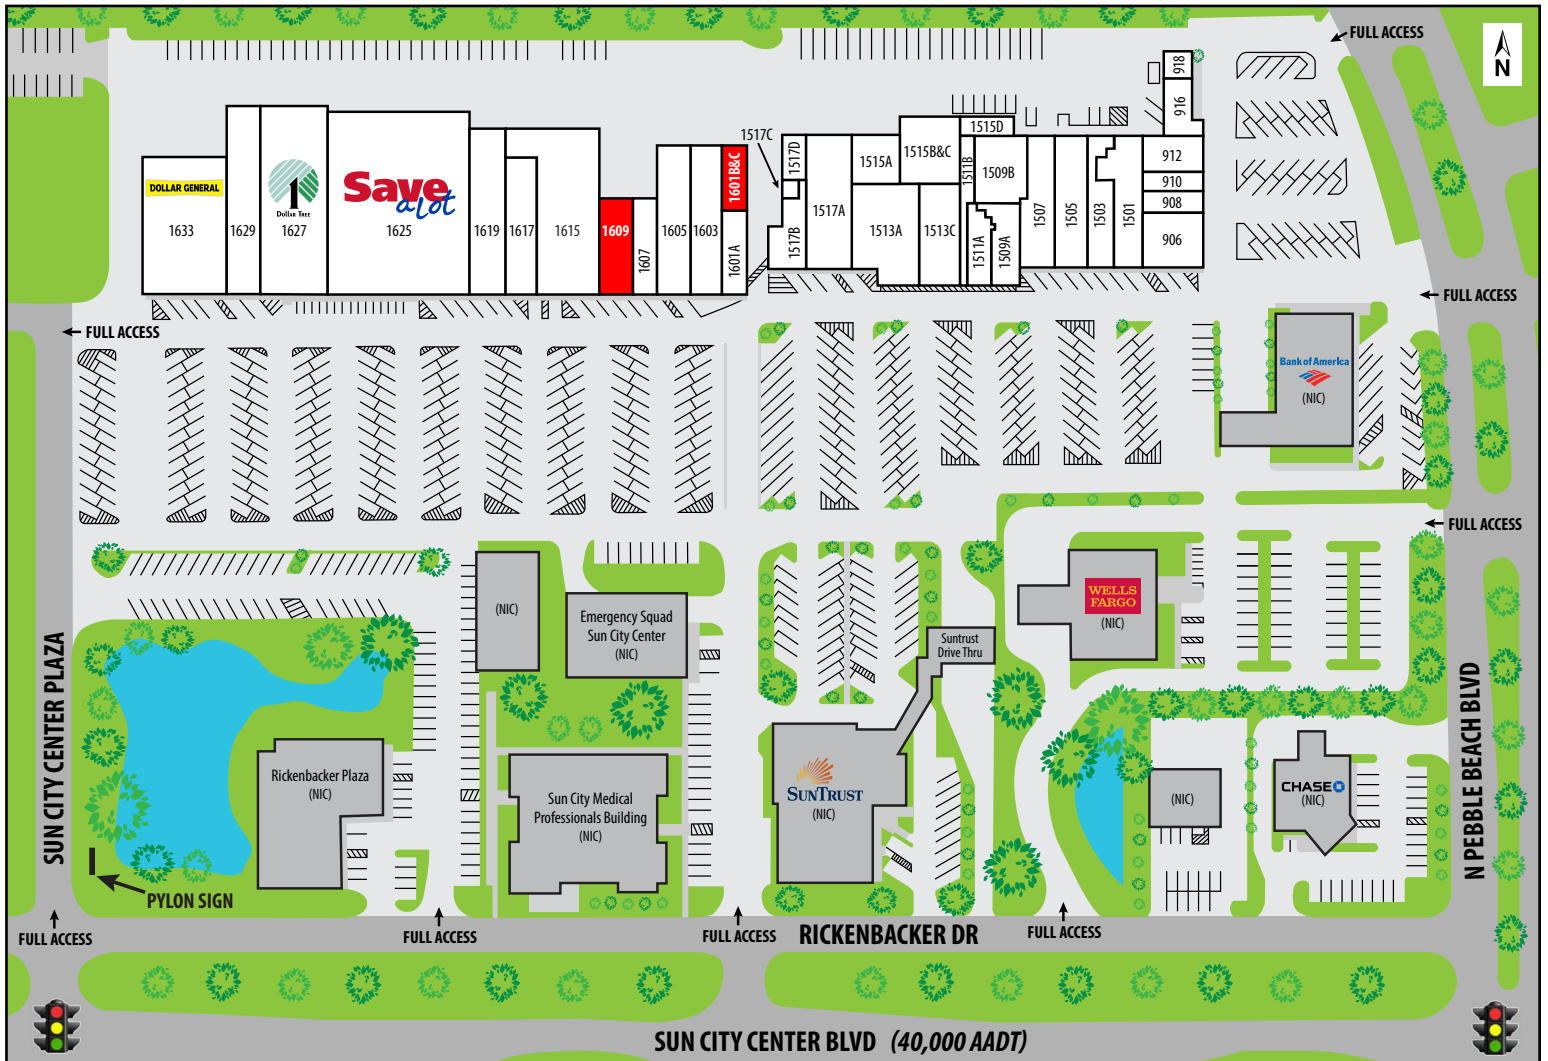 FULL ACCESS
N
918
916
1517C
1517D
1515A
1515B&C
1515D
1511B
1509B
912
910
908
906
1601B&C
DOLLAR GENERAL
1633
1629
1
DOLLAR TREE
1627
Save
a lot
1625
1619
1617
1615
1609
1607
1605
1603
1601A
1517B
1517A
1513A
1513C
1511A
1509A
1507
1505
1503
1501
FULL ACCESS
FULL ACCESS
Bank of America
(NIC)
FULL ACCESS
(NIC)
Emergency Squad
Sun City Center
(NIC)
Suntrust
Drive Thru
WELLS
FARGO
(NIC)
SUN CITY CENTER PLAZA
N PEBBLE BEACH BLVD
Rickenbacker Plaza
(NIC)
Sun City Medical
Professionals Building
(NIC)
SUNTRUST
(NIC)
(NIC)
CHASE
(NIC)
PYLON SIGN
FULL ACCESS
FULL ACCESS
FULL ACCESS
RICKENBACKER DR
FULL ACCESS
SUN CITY CENTER BLVD (40,000 AADT)